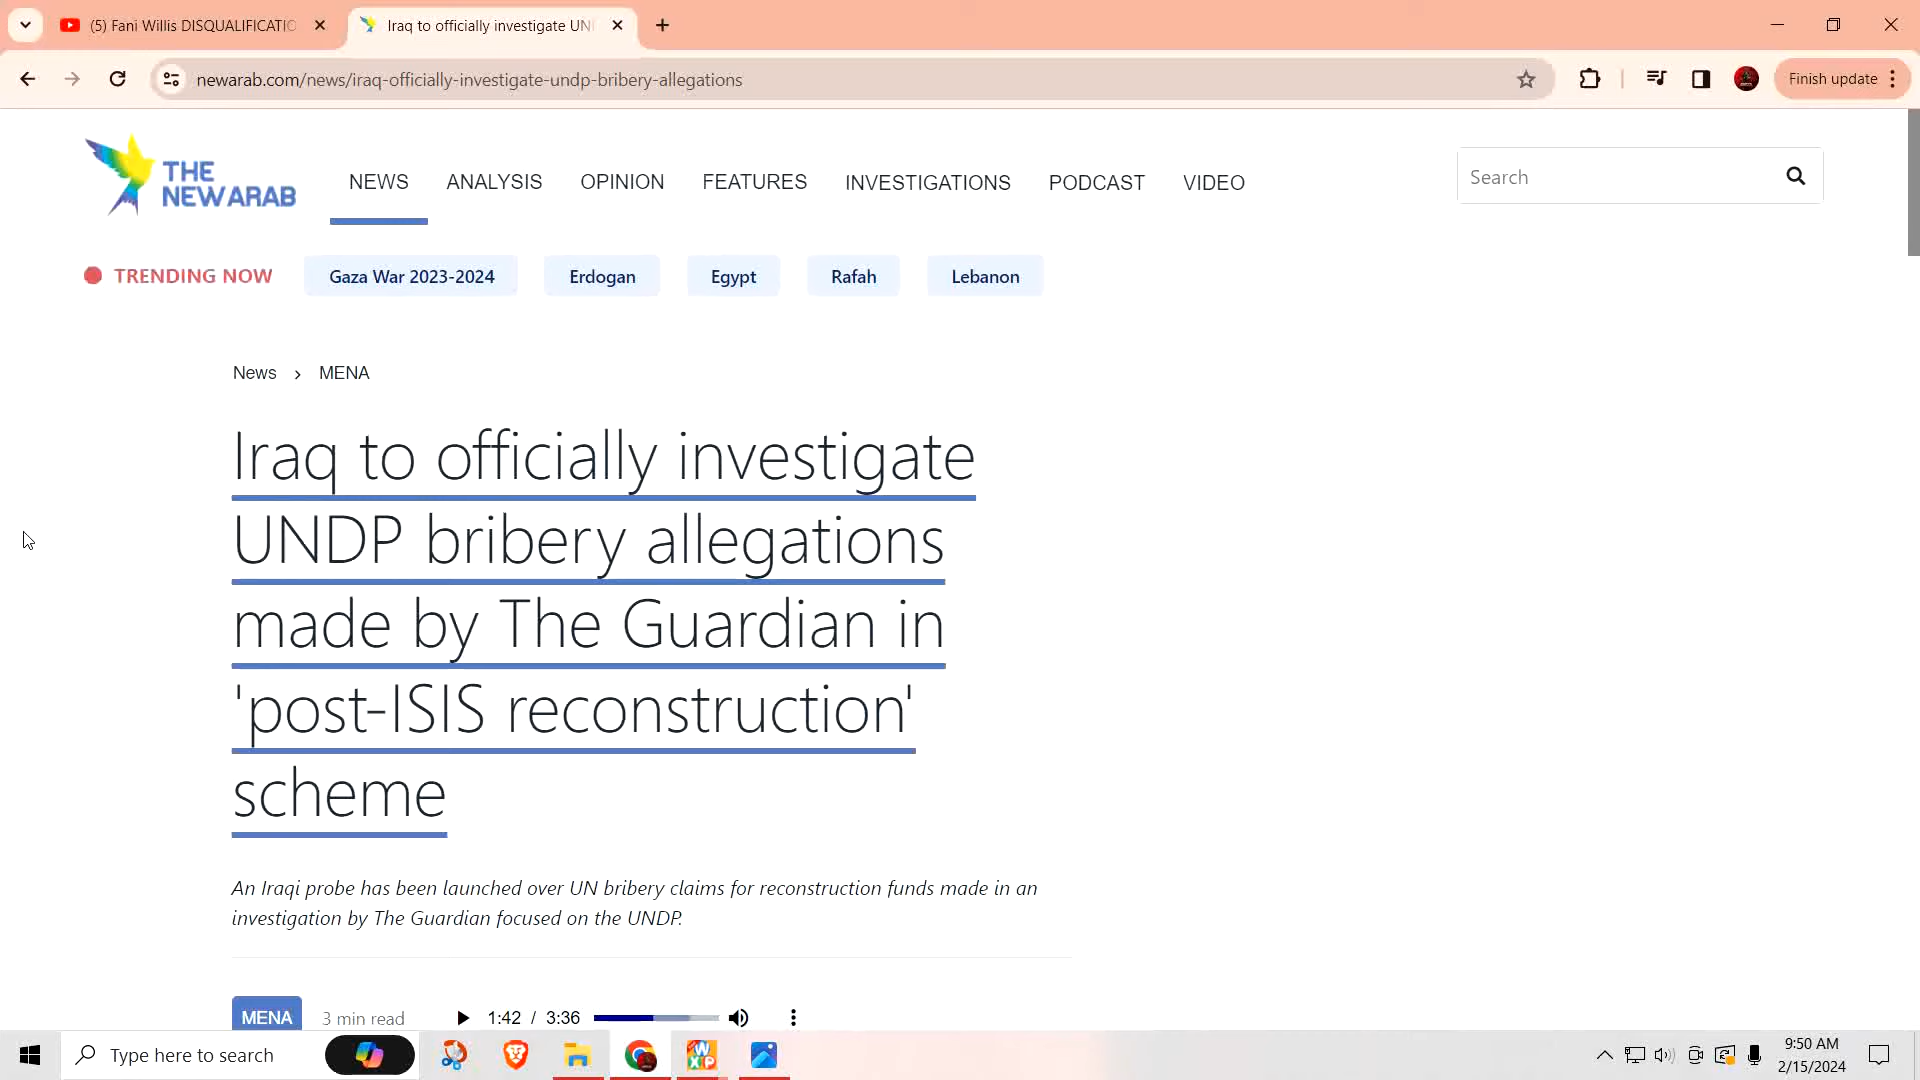 (5) Fani Willis DISQUALIFICATIO
Iraq to officially investigate UN
newarab.com/news/iraq-officially-investigate-undp-bribery-allegations
Finish update
THE
NEW ARAB
NEWS
ANALYSIS
OPINION
FEATURES
INVESTIGATIONS
PODCAST
VIDEO
Search
TRENDING NOW
Gaza War 2023-2024
Erdogan
Egypt
Rafah
Lebanon
News > MENA
Iraq to officially investigate
UNDP bribery allegations
made by The Guardian in
'post-ISIS reconstruction'
scheme
An Iraqi probe has been launched over UN bribery claims for reconstruction funds made in an
investigation by The Guardian focused on the UNDP.
MENA
3 min read
1:42 / 3:36
Type here to search
W
XP
9:50 AM
2/15/2024